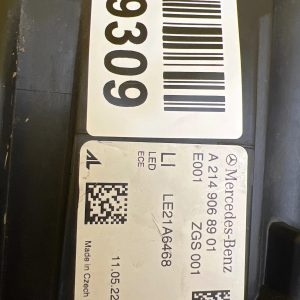 9309
Mercedes-Benz
A 214 906 89 01
E001 ZGS 001
LI LE21A6468
LED
ECE
AL
Made in Czech
11.05.22